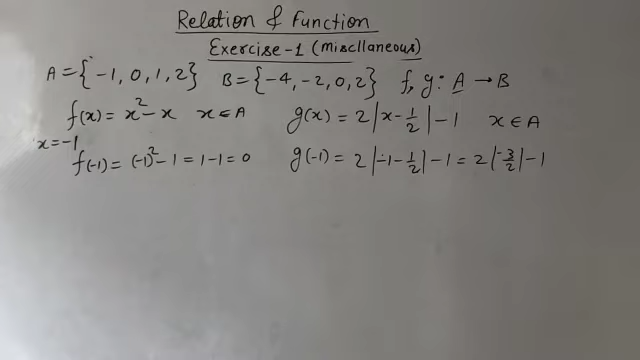 Relation & Function
Exercise-1 (miscllaneous)
A = {-1, 0, 1, 2} B = {-4, -2, 0, 2} f, g : A → B
f(x) = x² - x x ∈ A g(x) = 2 |x - 1/2| - 1 x ∈ A
x = -1
f(-1) = (-1)² - 1 = 1 - 1 = 0 g(-1) = 2 |-1 - 1/2| - 1 = 2 |-3/2| - 1